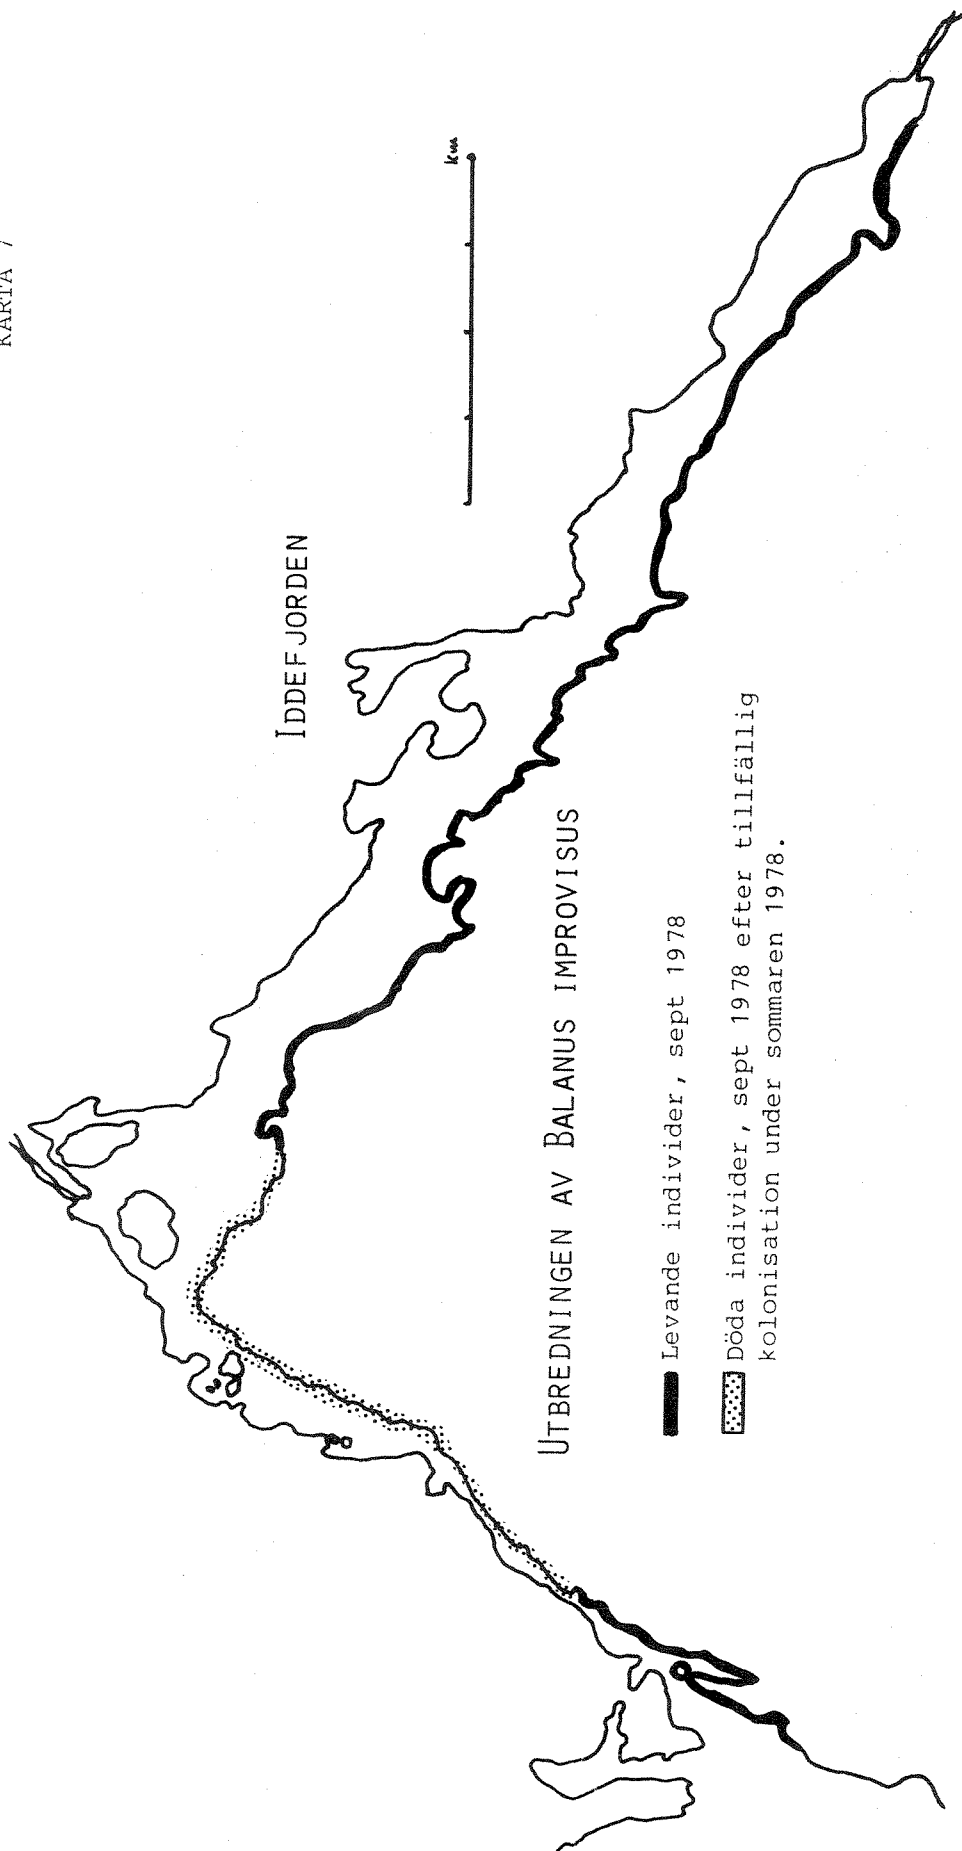 KARTA 7
km
IDDEFJORDEN
UTBREDNINGEN AV BALANUS IMPROVISUS
Levande individer, sept 1978
Döda individer, sept 1978 efter tillfällig
kolonisation under sommaren 1978.